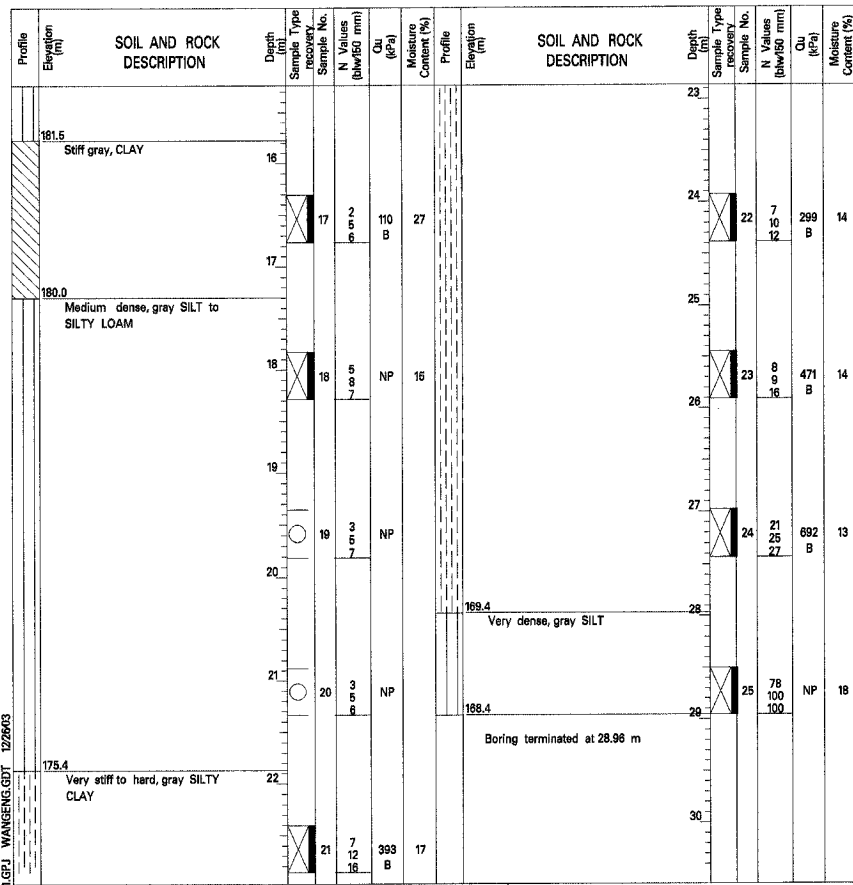 Profile
Elevation (m)
SOIL AND ROCK DESCRIPTION
Depth (m)
Sample Type recovery
Sample No.
N Values (blw/150 mm)
Qu (kPa)
Moisture Content (%)
181.5
Stiff gray, CLAY
16
17
2
5
6
110
B
27
17
180.0
Medium dense, gray SILT to
SILTY LOAM
18
18
5
8
7
NP
16
19
19
3
5
7
NP
20
21
20
3
5
6
NP
175.4
22
Very stiff to hard, gray SILTY
CLAY
21
7
12
16
393
B
17
Profile
Elevation (m)
SOIL AND ROCK DESCRIPTION
Depth (m)
Sample Type recovery
Sample No.
N Values (blw/150 mm)
Qu (kPa)
Moisture Content (%)
23
24
22
7
10
12
299
B
14
25
23
8
9
16
471
B
14
26
27
24
21
25
27
692
B
13
169.4
28
Very dense, gray SILT
25
78
100
100
NP
18
168.4
29
Boring terminated at 28.96 m
30
.GPJ WANGENG.GDT 12/26/03